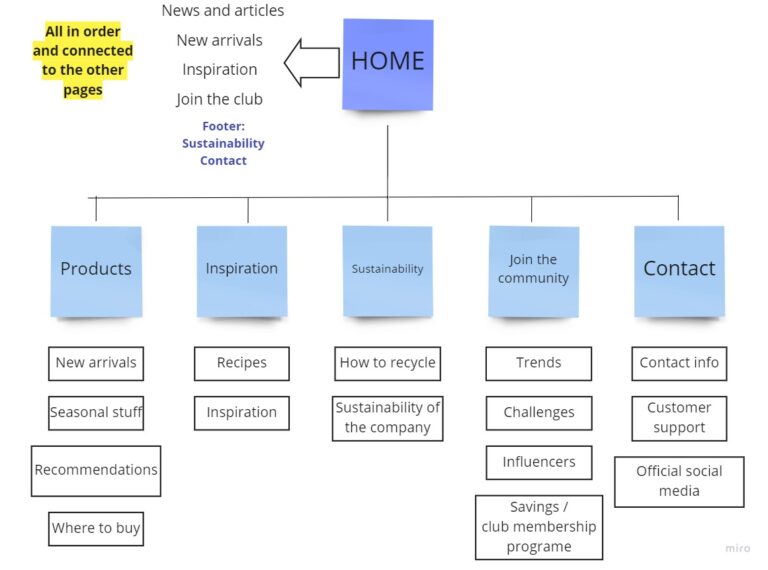 All in order
and connected
to the other
pages
News and articles
New arrivals
Inspiration
Join the club
Footer:
Sustainability
Contact
HOME
Products
Inspiration
Sustainability
Join the
community
Contact
New arrivals
Seasonal stuff
Recommendations
Where to buy
Recipes
Inspiration
How to recycle
Sustainability of
the company
Trends
Challenges
Influencers
Savings /
club membership
programe
Contact info
Customer
support
Official social
media
miro